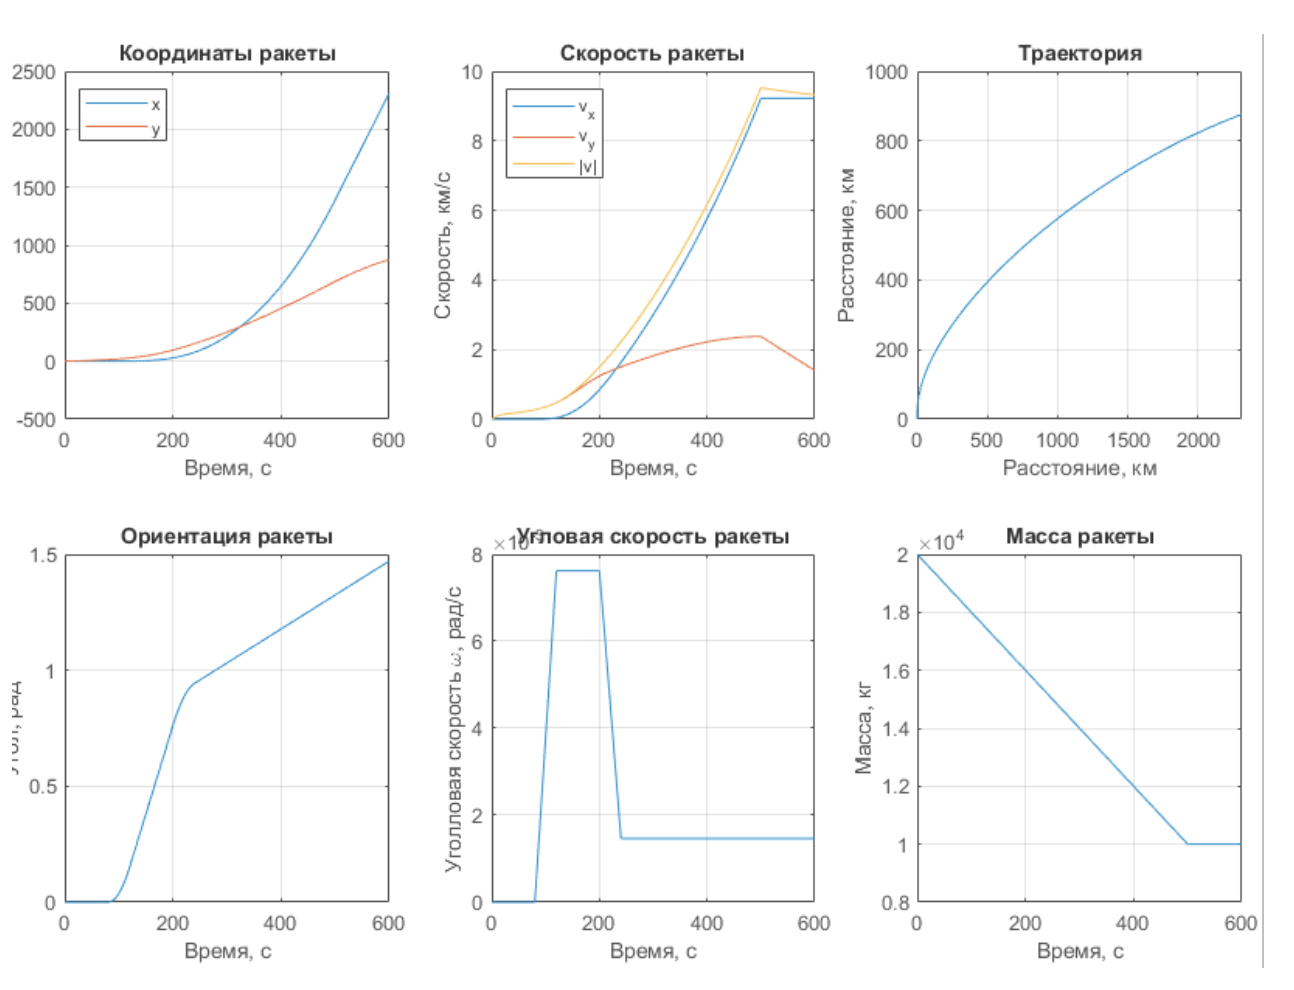 Координаты ракеты
2500
2000
1500
1000
500
0
-500
x
y
0 200 400 600
Время, с
Скорость ракеты
10
8
6
4
2
0
Скорость, км/с
v_x
v_y
|v|
0 200 400 600
Время, с
Траектория
1000
800
600
400
200
0
Расстояние, км
0 500 1000 1500 2000
Расстояние, км
Ориентация ракеты
1.5
1
0.5
0
Угол, рад
0 200 400 600
Время, с
Угловая скорость ракеты
8
6
4
2
0
Уголловая скорость ω, рад/с
0 200 400 600
Время, с
Масса ракеты
×10^4
2
1.8
1.6
1.4
1.2
1
0.8
Масса, кг
0 200 400 600
Время, с